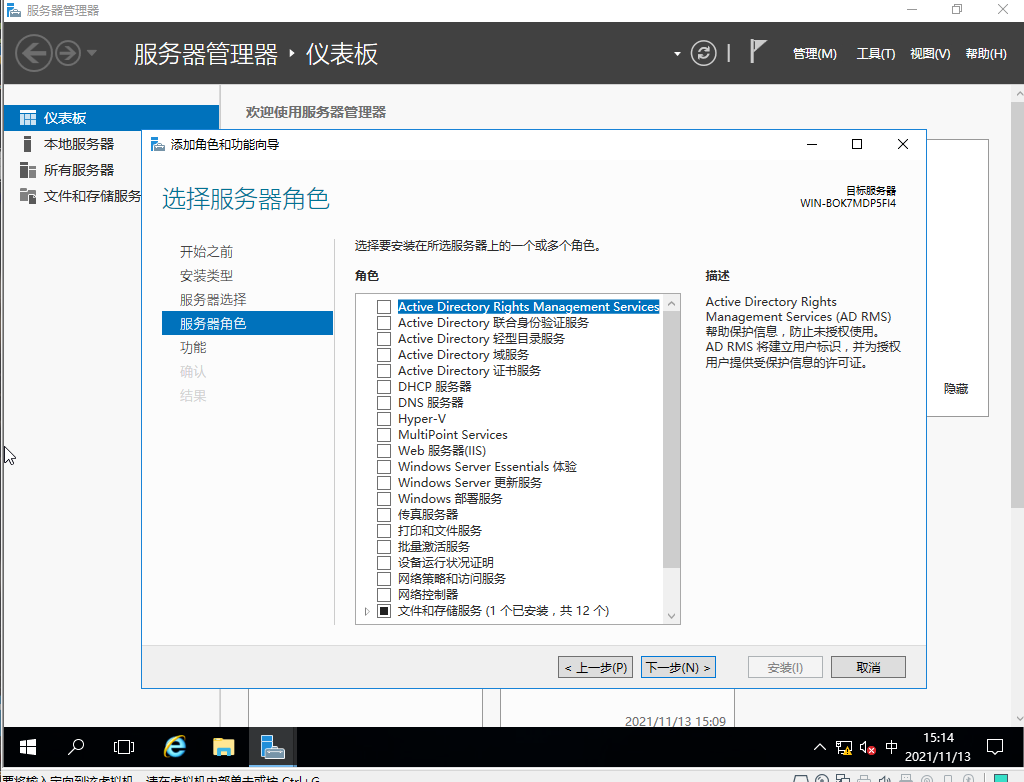 服务器管理器
服务器管理器 · 仪表板
管理(M) 工具(T) 视图(V) 帮助(H)
仪表板
本地服务器
所有服务器
文件和存储服务
欢迎使用服务器管理器
添加角色和功能向导
选择服务器角色
目标服务器
WIN-BOK7MDP5FI4
开始之前
安装类型
服务器选择
服务器角色
功能
确认
结果
选择要安装在所选服务器上的一个或多个角色。
角色
Active Directory Rights Management Services
Active Directory 联合身份验证服务
Active Directory 轻型目录服务
Active Directory 域服务
Active Directory 证书服务
DHCP 服务器
DNS 服务器
Hyper-V
MultiPoint Services
Web 服务器(IIS)
Windows Server Essentials 体验
Windows Server 更新服务
Windows 部署服务
传真服务器
打印和文件服务
批量激活服务
设备运行状况证明
网络策略和访问服务
网络控制器
文件和存储服务 (1 个已安装，共 12 个)
描述
Active Directory Rights
Management Services (AD RMS)
帮助保护信息，防止未授权使用。
AD RMS 将建立用户标识，并为授权
用户提供受保护信息的许可证。
隐藏
< 上一步(P) 下一步(N) > 安装(I) 取消
2021/11/13 15:09
中
15:14
2021/11/13
要将输入定向到该虚拟机，请在虚拟机内部单击或按 Ctrl+G